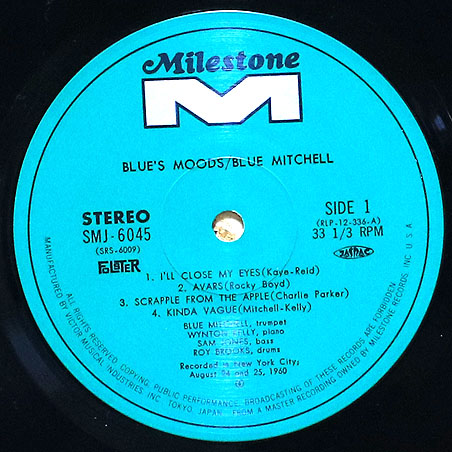 Milestone
M
BLUE'S MOODS/BLUE MITCHELL
STEREO
SMJ-6045
(SRS-6009)
SIDE 1
(RLP-12-336-A)
33 1/3 RPM
JASRAC
1. I'LL CLOSE MY EYES(Kaye-Reid)
2. AVARS(Rocky Boyd)
3. SCRAPPLE FROM THE APPLE(Charlie Parker)
4. KINDA VAGUE(Mitchell-Kelly)
BLUE MITCHELL, trumpet
WYNTON KELLY, piano
SAM JONES, bass
ROY BROOKS, drums
Recorded in New York City,
August 24 and 25, 1960
MANUFACTURED BY VICTOR MUSICAL INDUSTRIES INC. TOKYO, JAPAN FROM A MASTER RECORDING OWNED BY MILESTONE RECORDS INC U.S.A.
ALL RIGHTS RESERVED. COPYING, PUBLIC PERFORMANCE, BROADCASTING OF THESE RECORDS ARE FORBIDDEN.